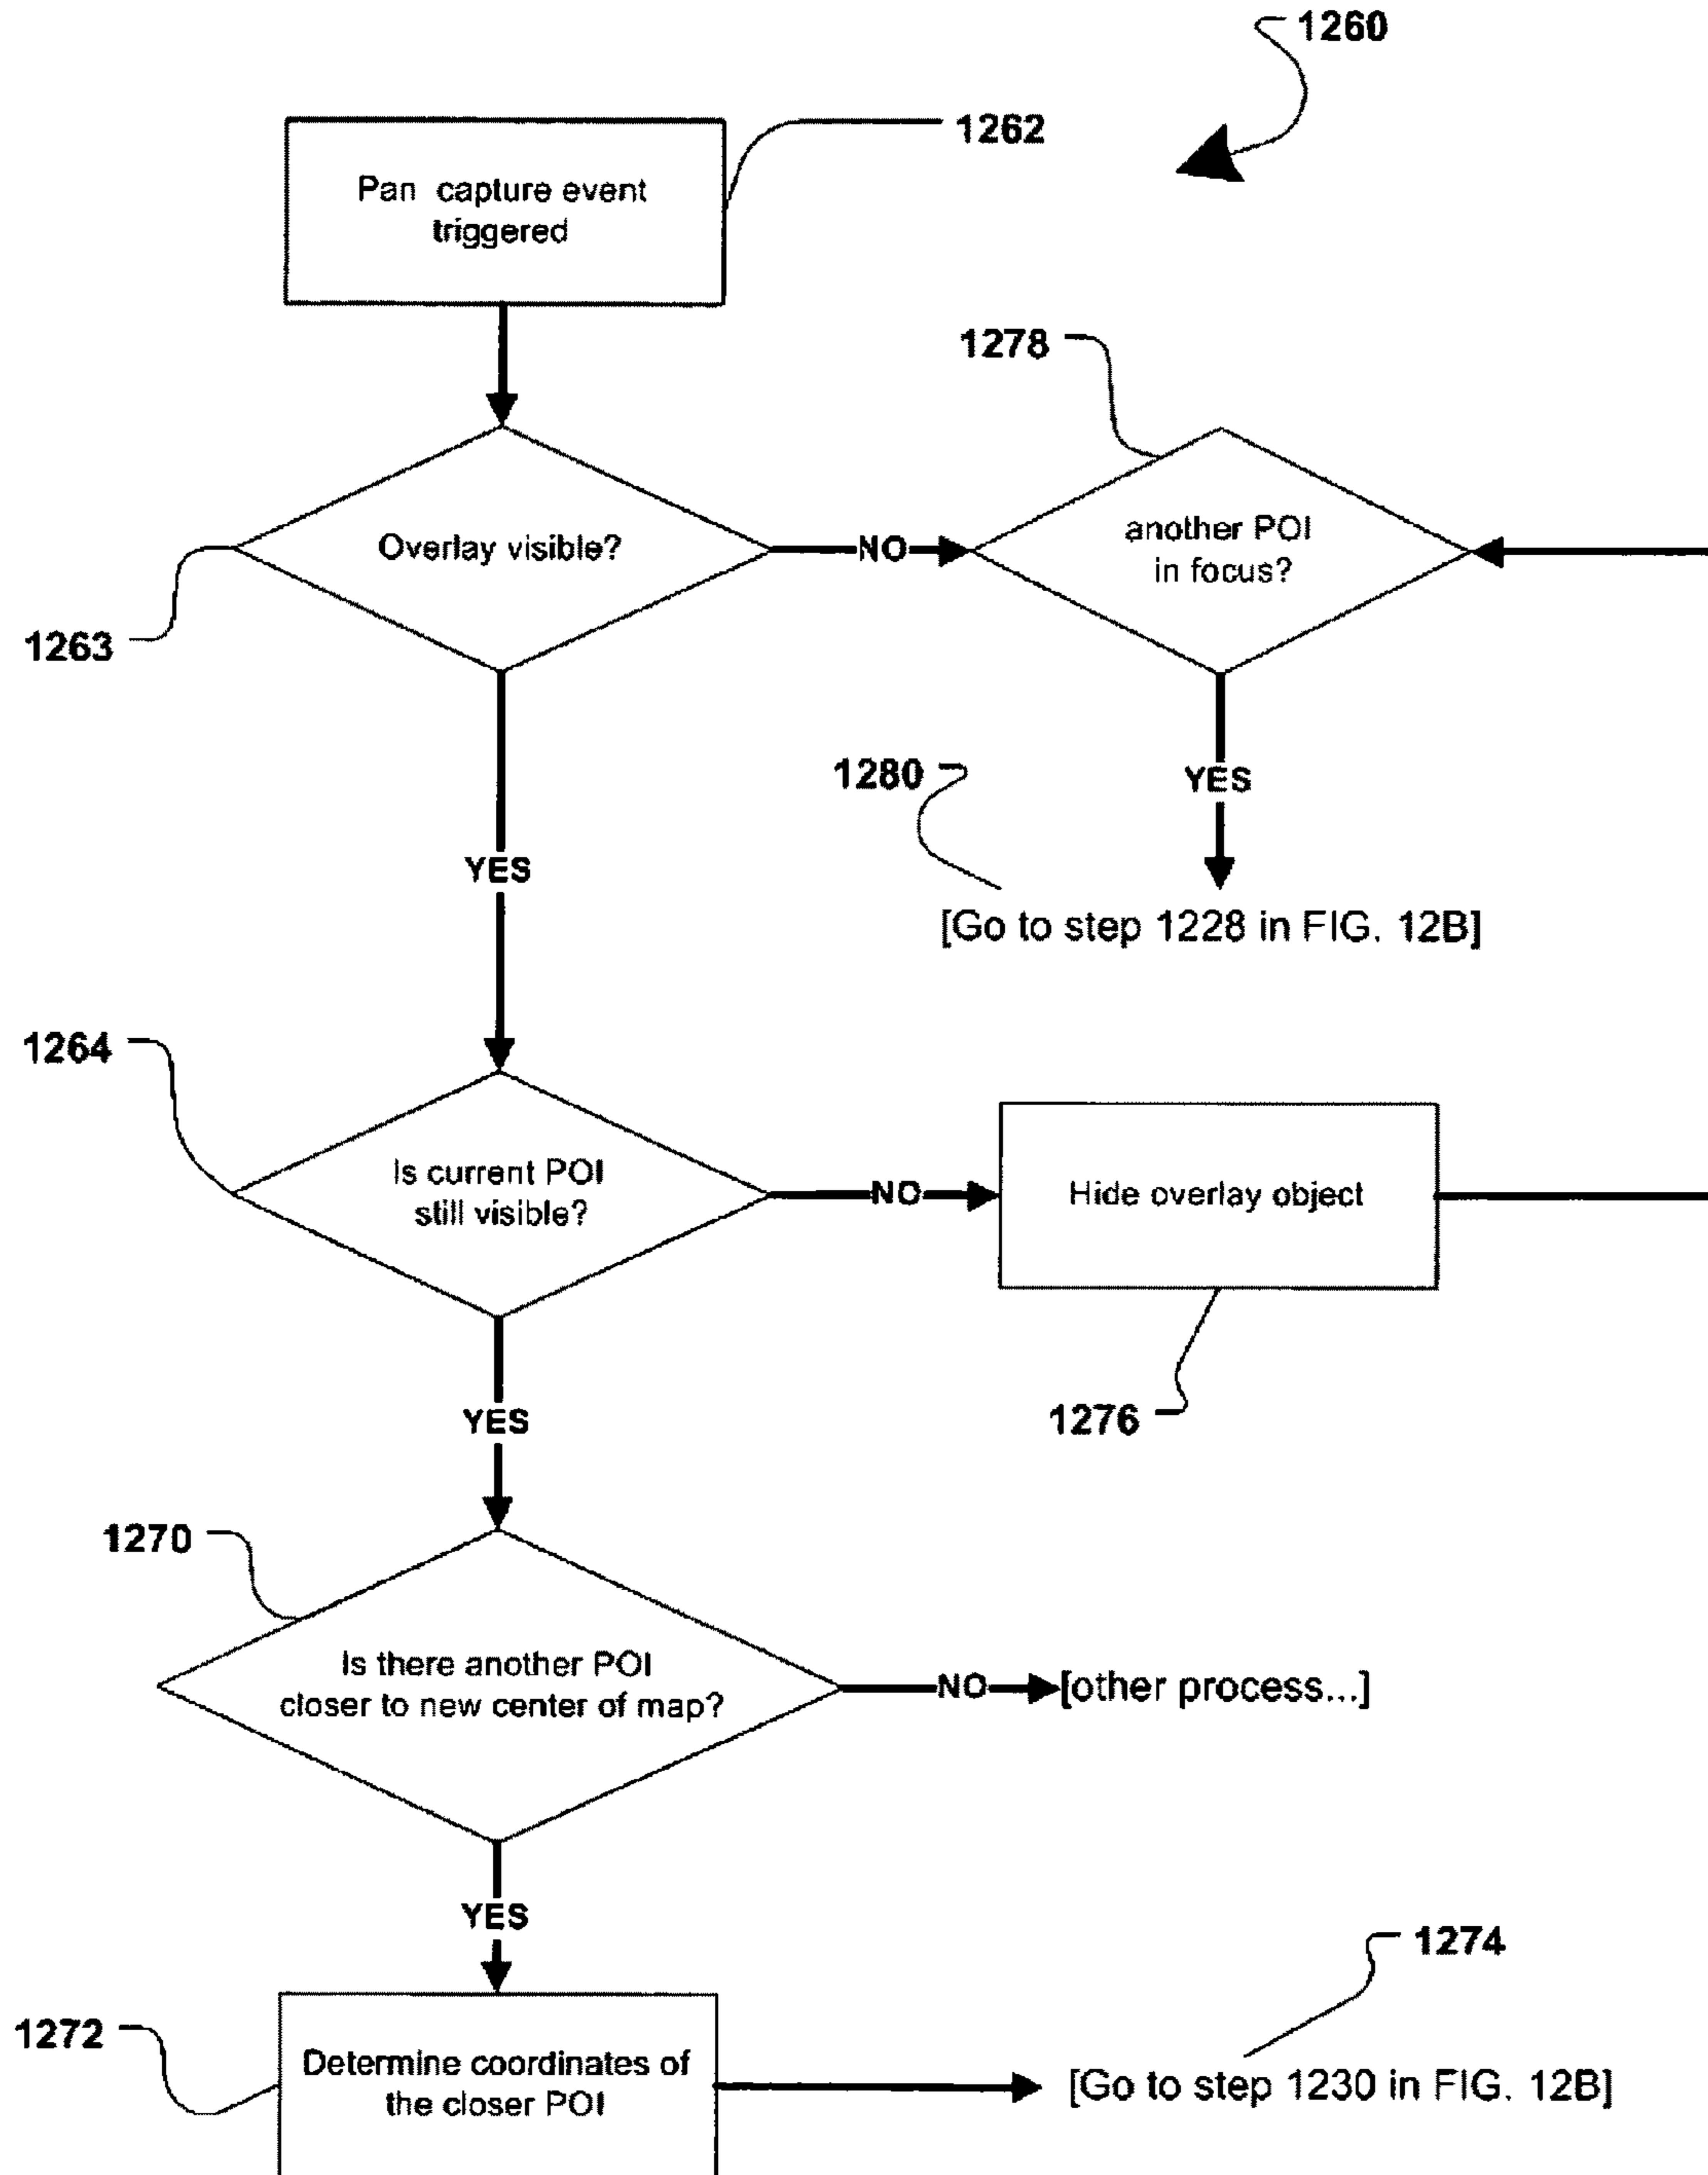 1260
1262
Pan capture event
triggered
1278
Overlay visible?
NO
another POI
in focus?
1263
YES
1280
YES
[Go to step 1228 in FIG. 12B]
1264
Is current POI
still visible?
NO
Hide overlay object
1276
YES
1270
Is there another POI
closer to new center of map?
NO
[other process...]
YES
1274
1272
Determine coordinates of
the closer POI
[Go to step 1230 in FIG. 12B]